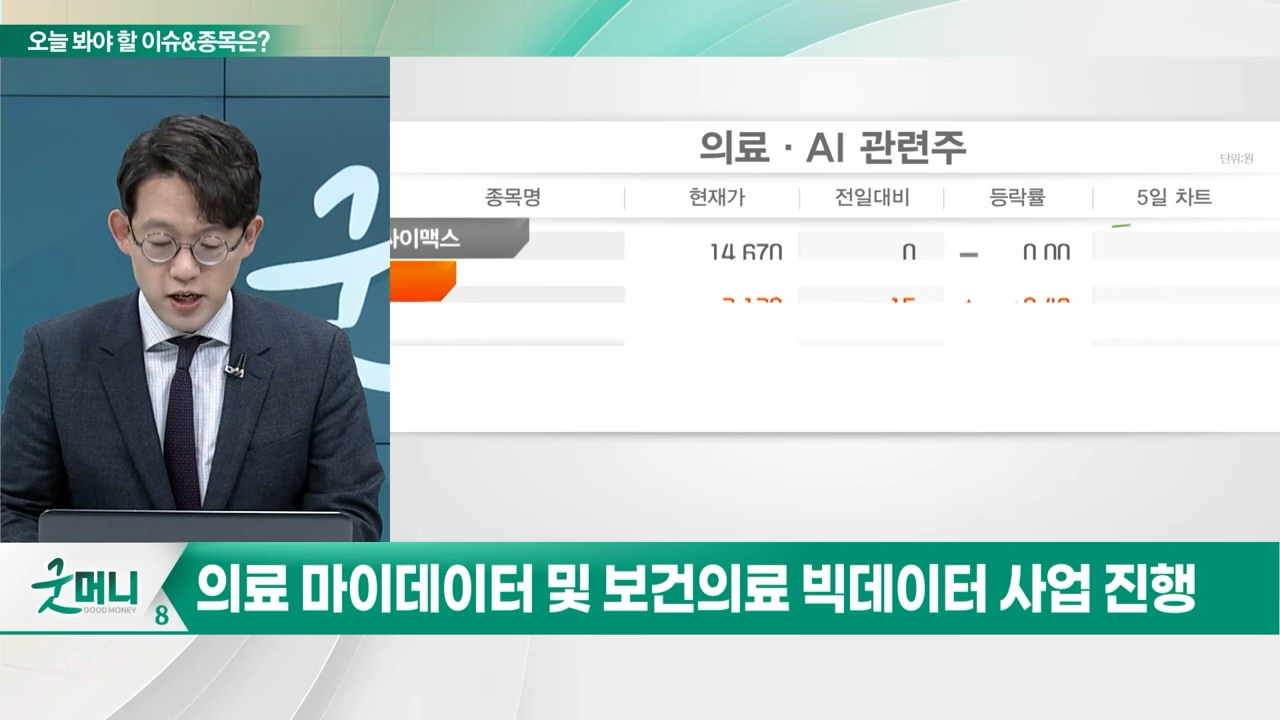 오늘 봐야 할 이슈&종목은?
의료 · AI 관련주
단위:원
종목명 현재가 전일대비 등락률 5일 차트
사이맥스 14,670 0 0.00
굿머니
GOOD MONEY
8
의료 마이데이터 및 보건의료 빅데이터 사업 진행